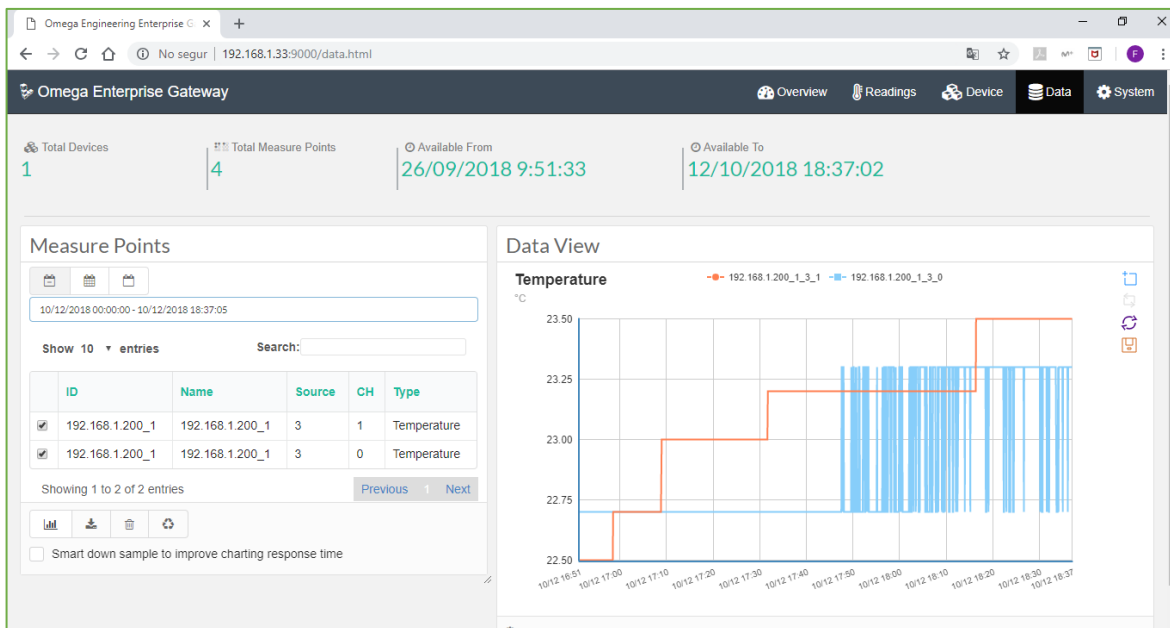 Omega Engineering Enterprise G
No segur 192.168.1.33:9000/data.html
F
Omega Enterprise Gateway Overview Readings Device Data System
Total Devices Total Measure Points Available From Available To
1 4 26/09/2018 9:51:33 12/10/2018 18:37:02
Measure Points
10/12/2018 00:00:00 - 10/12/2018 18:37:05
Show 10 entries Search:
ID Name Source CH Type
192.168.1.200_1 192.168.1.200_1 3 1 Temperature
192.168.1.200_1 192.168.1.200_1 3 0 Temperature
Showing 1 to 2 of 2 entries Previous 1 Next
Smart down sample to improve charting response time
Data View
Temperature 192.168.1.200_1_3_1 192.168.1.200_1_3_0
°C
23.50
23.25
23.00
22.75
22.50
10/12 16:51 10/12 17:00 10/12 17:10 10/12 17:20 10/12 17:30 10/12 17:40 10/12 17:50 10/12 18:00 10/12 18:10 10/12 18:20 10/12 18:30 10/12 18:37